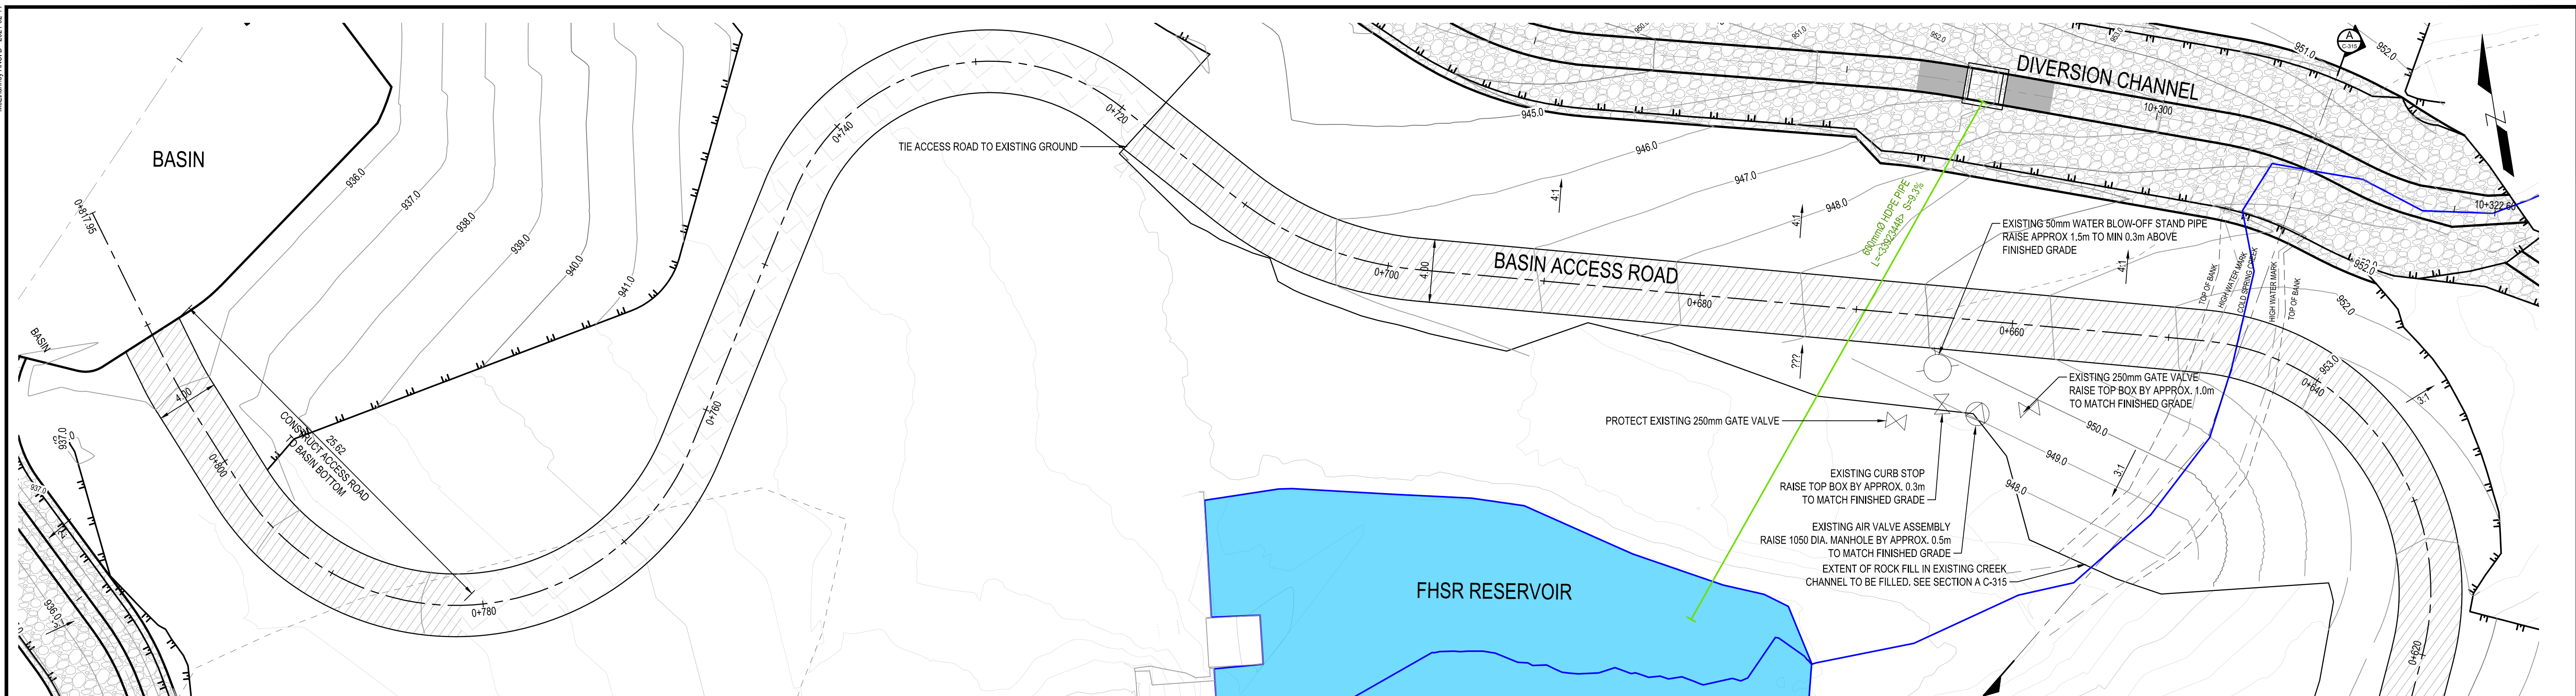 BASIN
936.0
937.0
938.0
939.0
940.0
941.0
0+817.95
BASIN
4.00
25.62
CONSTRUCT ACCESS ROAD
TO BASIN BOTTOM
0+800
0+780
0+760
0+740
0+720
TIE ACCESS ROAD TO EXISTING GROUND
937.0
937.0
936.0
945.0
946.0
947.0
948.0
4:1
4:1
4:1
951.0
952.0
DIVERSION CHANNEL
10+300
10+322.60
A
C-315
951.0
952.0
953.0
Z
0+700
4.00
BASIN ACCESS ROAD
0+680
0+660
0+640
0+620
600mmØ HDPE PIPE
S=9.3%
EXISTING 50mm WATER BLOW-OFF STAND PIPE
RAISE APPROX 1.5m TO MIN 0.3m ABOVE
FINISHED GRADE
TOP OF BANK
HIGH WATER MARK
COLD SPRING CREEK
HIGH WATER MARK
TOP OF BANK
952.0
952.0
953.0
3:1
???
EXISTING 250mm GATE VALVE
RAISE TOP BOX BY APPROX. 1.0m
TO MATCH FINISHED GRADE
PROTECT EXISTING 250mm GATE VALVE
950.0
949.0
948.0
3:1
EXISTING CURB STOP
RAISE TOP BOX BY APPROX. 0.3m
TO MATCH FINISHED GRADE
EXISTING AIR VALVE ASSEMBLY
RAISE 1050 DIA. MANHOLE BY APPROX. 0.5m
TO MATCH FINISHED GRADE
EXTENT OF ROCK FILL IN EXISTING CREEK
CHANNEL TO BE FILLED. SEE SECTION A C-315
FHSR RESERVOIR